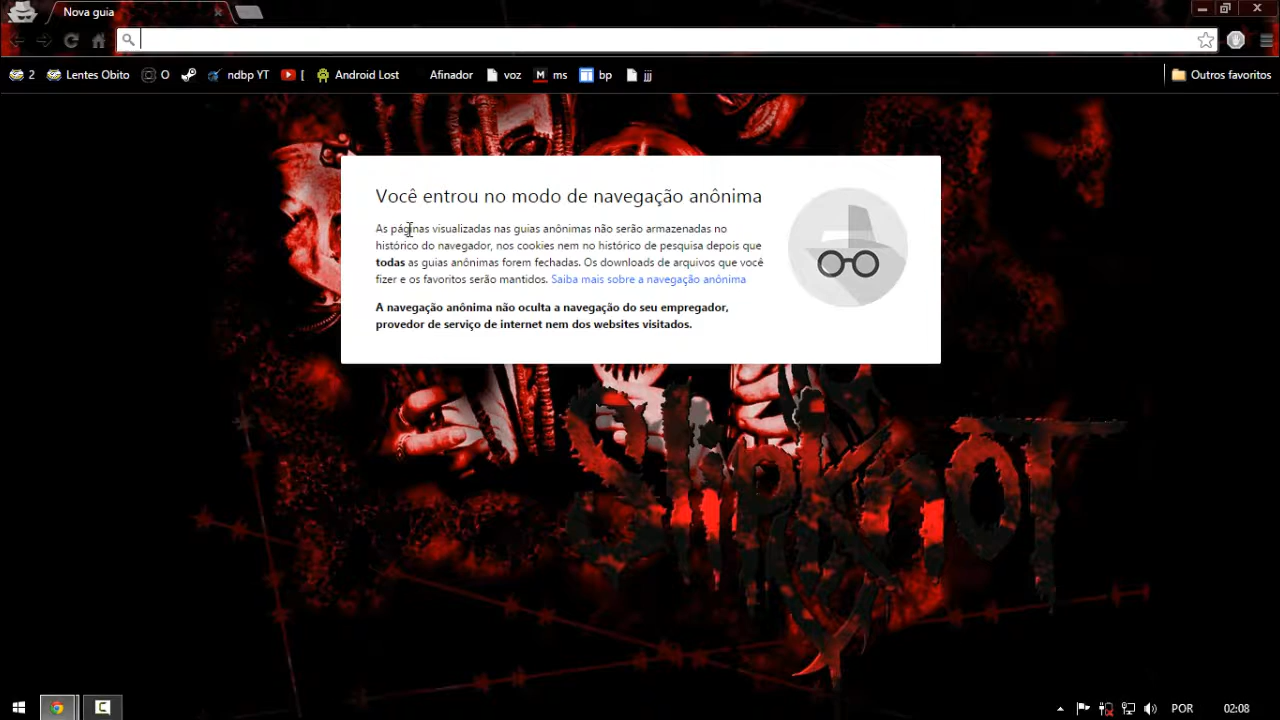 Nova guia
2 Lentes Obito O ndbp YT [ Android Lost Afinador voz ms bp jjj Outros favoritos
Você entrou no modo de navegação anônima
As páginas visualizadas nas guias anônimas não serão armazenadas no
histórico do navegador, nos cookies nem no histórico de pesquisa depois que
todas as guias anônimas forem fechadas. Os downloads de arquivos que você
fizer e os favoritos serão mantidos. Saiba mais sobre a navegação anônima
A navegação anônima não oculta a navegação do seu empregador,
provedor de serviço de internet nem dos websites visitados.
SlipKnoT
POR 02:08